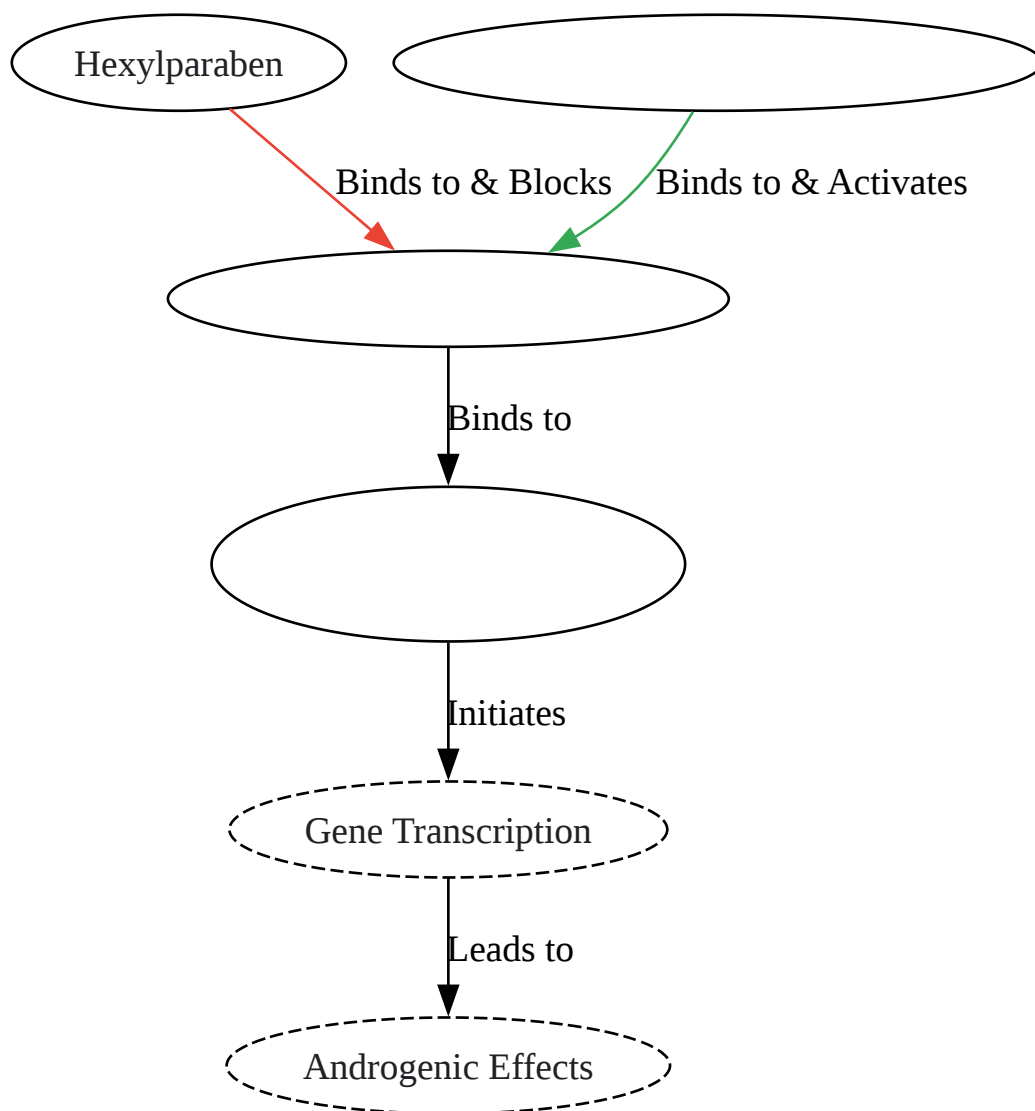 Hexylparaben
Binds to & Blocks
Binds to & Activates
Binds to
Initiates
Gene Transcription
Leads to
Androgenic Effects